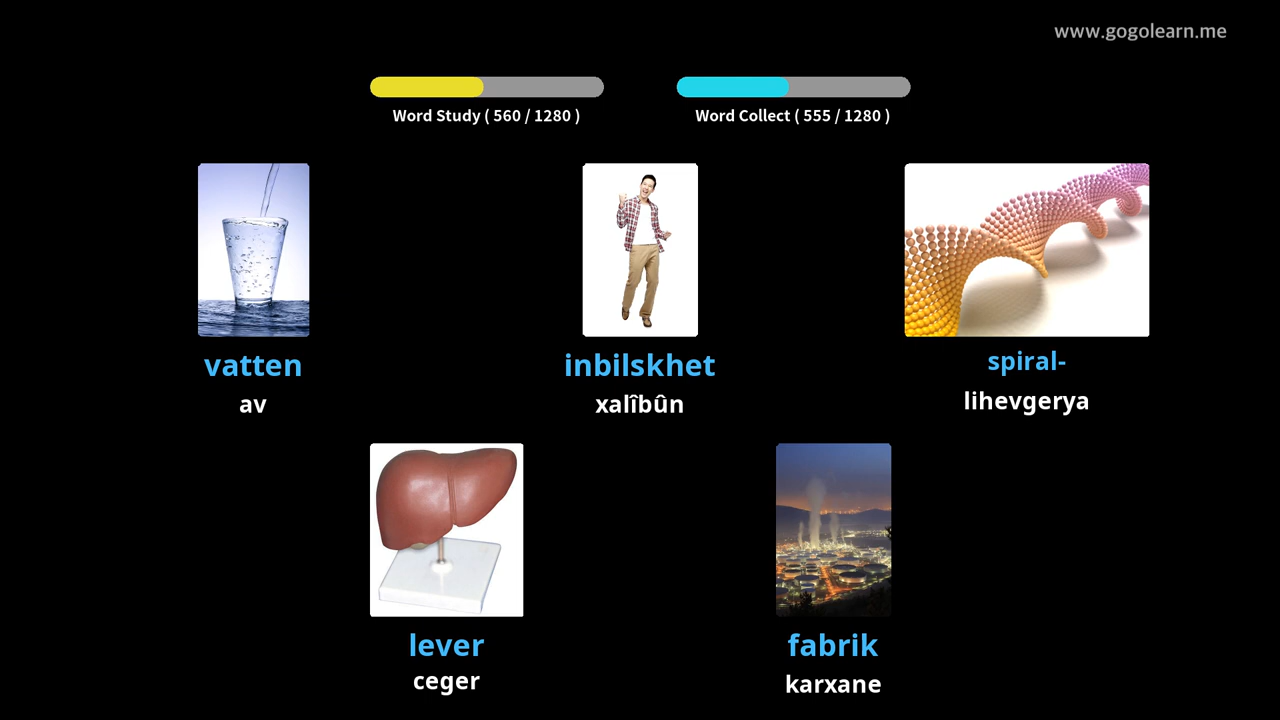 www.gogolearn.me
Word Study ( 560 / 1280 )
Word Collect ( 555 / 1280 )
vatten
av
inbilskhet
xalîbûn
spiral-
lihevgerya
lever
ceger
fabrik
karxane